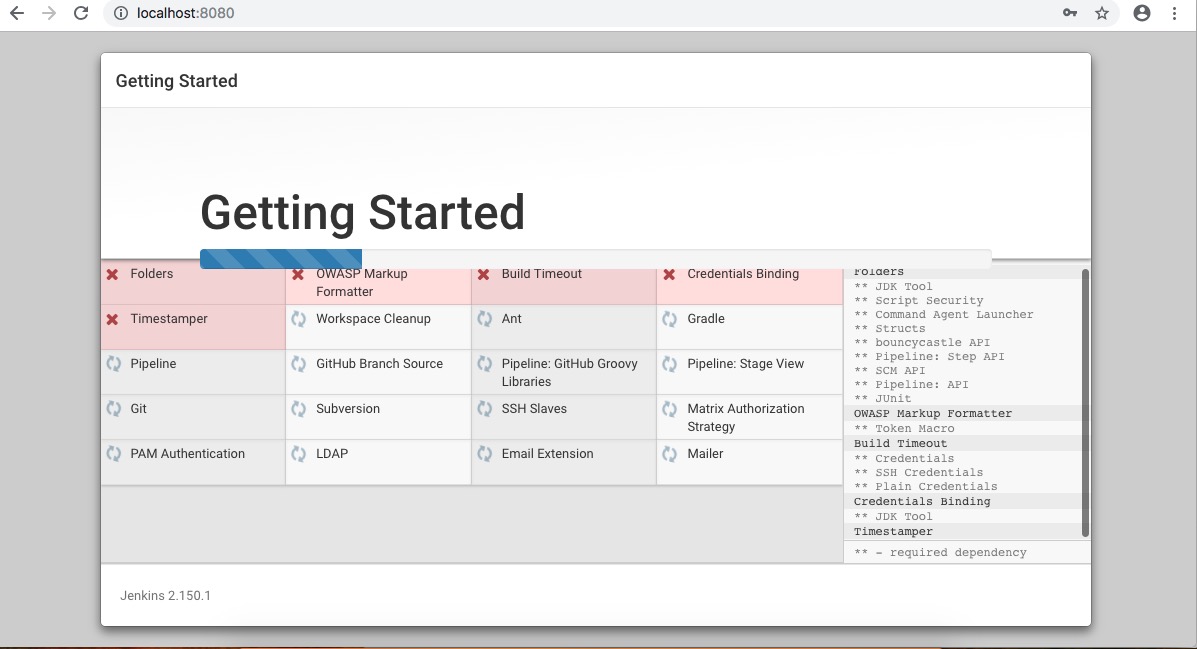 localhost:8080
Getting Started
Getting Started
Folders
OWASP Markup
Formatter
Build Timeout
Credentials Binding
Timestamper
Workspace Cleanup
Ant
Gradle
Pipeline
GitHub Branch Source
Pipeline: GitHub Groovy
Libraries
Pipeline: Stage View
Git
Subversion
SSH Slaves
Matrix Authorization
Strategy
PAM Authentication
LDAP
Email Extension
Mailer
Folders
** JDK Tool
** Script Security
** Command Agent Launcher
** Structs
** bouncycastle API
** Pipeline: Step API
** SCM API
** Pipeline: API
** JUnit
OWASP Markup Formatter
** Token Macro
Build Timeout
** Credentials
** SSH Credentials
** Plain Credentials
Credentials Binding
** JDK Tool
Timestamper
** - required dependency
Jenkins 2.150.1